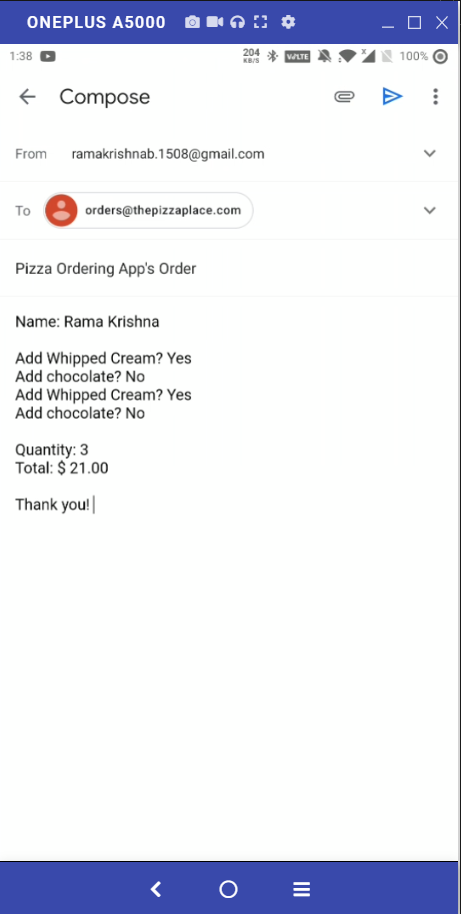 ONEPLUS A5000
1:38
204 KB/S
VoLTE
100%
Compose
From ramakrishnab.1508@gmail.com
To orders@thepizzaplace.com
Pizza Ordering App's Order
Name: Rama Krishna
Add Whipped Cream? Yes
Add chocolate? No
Add Whipped Cream? Yes
Add chocolate? No
Quantity: 3
Total: $ 21.00
Thank you!